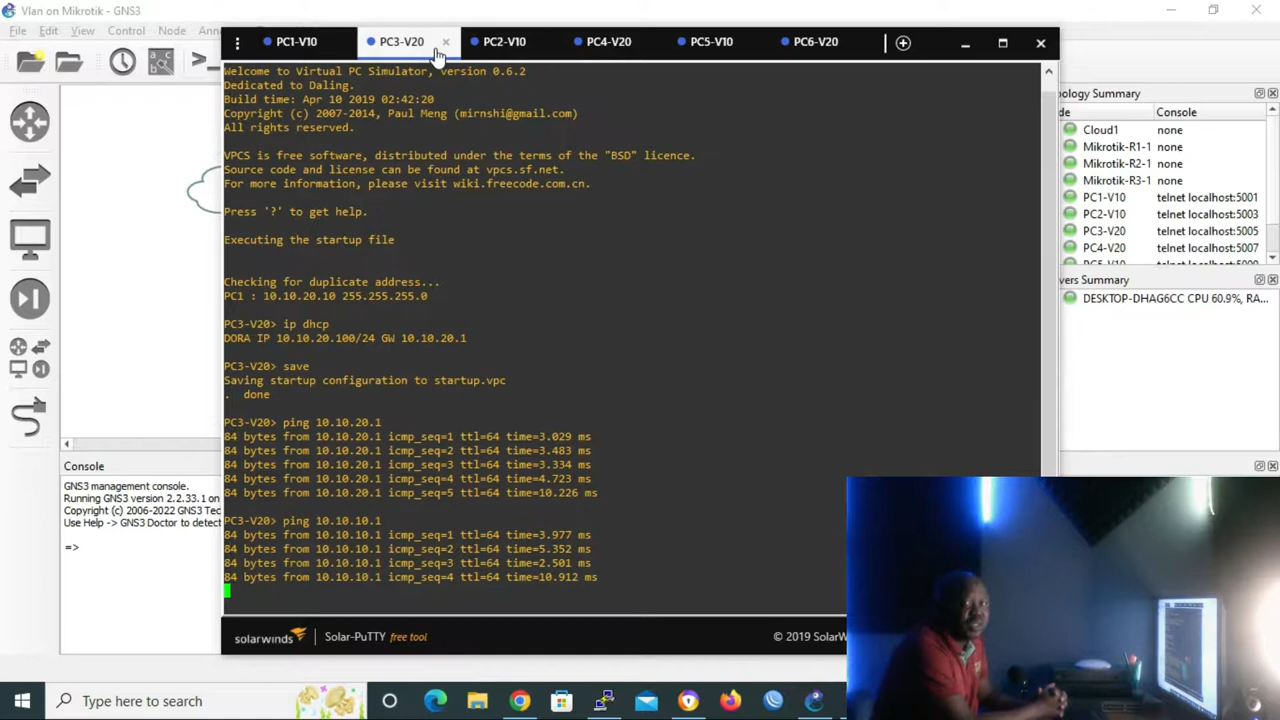 Vlan on Mikrotik - GNS3
File Edit View Control Node Anno
PC1-V10 PC3-V20 PC2-V10 PC4-V20 PC5-V10 PC6-V20
Welcome to Virtual PC Simulator, version 0.6.2
Dedicated to Daling.
Build time: Apr 10 2019 02:42:20
Copyright (c) 2007-2014, Paul Meng (mirnshi@gmail.com)
All rights reserved.
VPCS is free software, distributed under the terms of the "BSD" licence.
Source code and license can be found at vpcs.sf.net.
For more information, please visit wiki.freecode.com.cn.
Press '?' to get help.
Executing the startup file
Checking for duplicate address...
PC1 : 10.10.20.10 255.255.255.0
PC3-V20> ip dhcp
DORA IP 10.10.20.100/24 GW 10.10.20.1
PC3-V20> save
Saving startup configuration to startup.vpc
. done
PC3-V20> ping 10.10.20.1
84 bytes from 10.10.20.1 icmp_seq=1 ttl=64 time=3.029 ms
84 bytes from 10.10.20.1 icmp_seq=2 ttl=64 time=3.483 ms
84 bytes from 10.10.20.1 icmp_seq=3 ttl=64 time=3.334 ms
84 bytes from 10.10.20.1 icmp_seq=4 ttl=64 time=4.723 ms
84 bytes from 10.10.20.1 icmp_seq=5 ttl=64 time=10.226 ms
PC3-V20> ping 10.10.10.1
84 bytes from 10.10.10.1 icmp_seq=1 ttl=64 time=3.977 ms
84 bytes from 10.10.10.1 icmp_seq=2 ttl=64 time=5.352 ms
84 bytes from 10.10.10.1 icmp_seq=3 ttl=64 time=2.501 ms
84 bytes from 10.10.10.1 icmp_seq=4 ttl=64 time=10.912 ms
solarwinds Solar-PuTTY free tool © 2019 SolarW
pology Summary
de Console
Cloud1 none
Mikrotik-R1-1 none
Mikrotik-R2-1 none
Mikrotik-R3-1 none
PC1-V10 telnet localhost:5001
PC2-V10 telnet localhost:5003
PC3-V20 telnet localhost:5005
PC4-V20 telnet localhost:5007
vers Summary
DESKTOP-DHAG6CC CPU 60.9%, RA...
Console
GNS3 management console.
Running GNS3 version 2.2.33.1 on
Copyright (c) 2006-2022 GNS3 Tec
Use Help -> GNS3 Doctor to detect
=>
Type here to search